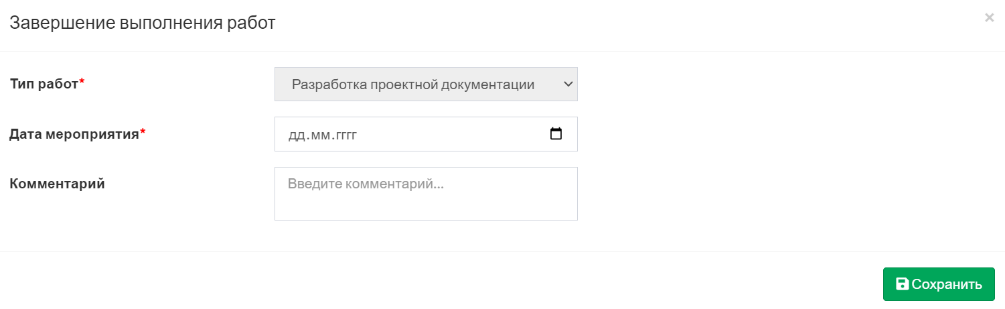 Завершение выполнения работ
×
Тип работ*
Разработка проектной документации
Дата мероприятия*
дд.мм.гггг
Комментарий
Введите комментарий...
Сохранить